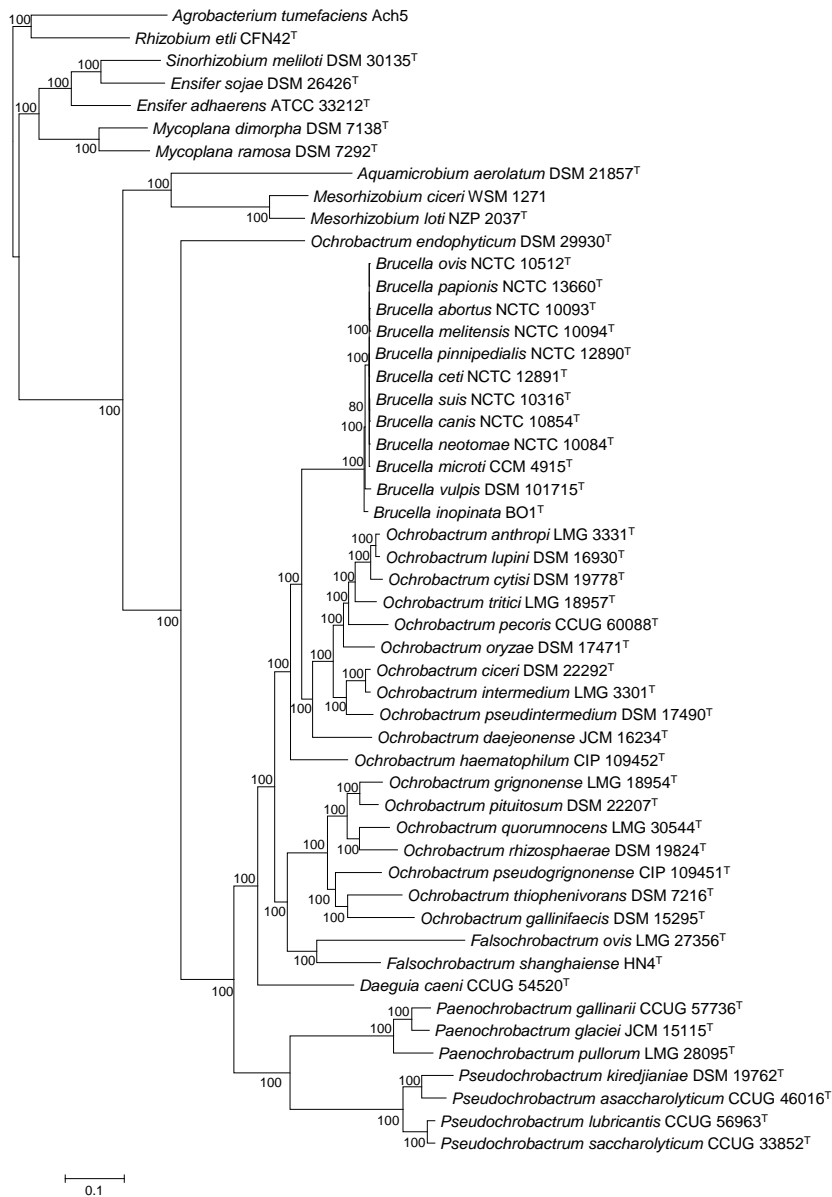 Agrobacterium tumefaciens Ach5
100
Rhizobium etli CFN42ᵀ
Sinorhizobium meliloti DSM 30135ᵀ
100
Ensifer sojae DSM 26426ᵀ
100
Ensifer adhaerens ATCC 33212ᵀ
100
Mycoplana dimorpha DSM 7138ᵀ
100
Mycoplana ramosa DSM 7292ᵀ
Aquamicrobium aerolatum DSM 21857ᵀ
100
Mesorhizobium ciceri WSM 1271
100
Mesorhizobium loti NZP 2037ᵀ
Ochrobactrum endophyticum DSM 29930ᵀ
Brucella ovis NCTC 10512ᵀ
Brucella papionis NCTC 13660ᵀ
Brucella abortus NCTC 10093ᵀ
100
Brucella melitensis NCTC 10094ᵀ
100
Brucella pinnipedialis NCTC 12890ᵀ
Brucella ceti NCTC 12891ᵀ
Brucella suis NCTC 10316ᵀ
100
80
Brucella canis NCTC 10854ᵀ
100
Brucella neotomae NCTC 10084ᵀ
100
Brucella microti CCM 4915ᵀ
Brucella vulpis DSM 101715ᵀ
Brucella inopinata BO1ᵀ
Ochrobactrum anthropi LMG 3331ᵀ
100
Ochrobactrum lupini DSM 16930ᵀ
100
Ochrobactrum cytisi DSM 19778ᵀ
100
100
Ochrobactrum tritici LMG 18957ᵀ
100
Ochrobactrum pecoris CCUG 60088ᵀ
100
100
Ochrobactrum oryzae DSM 17471ᵀ
100
100
Ochrobactrum ciceri DSM 22292ᵀ
100
Ochrobactrum intermedium LMG 3301ᵀ
100
100
Ochrobactrum pseudintermedium DSM 17490ᵀ
Ochrobactrum daejeonense JCM 16234ᵀ
Ochrobactrum haematophilum CIP 109452ᵀ
100
100
Ochrobactrum grignonense LMG 18954ᵀ
100
Ochrobactrum pituitosum DSM 22207ᵀ
Ochrobactrum quorumnocens LMG 30544ᵀ
100
100
Ochrobactrum rhizosphaerae DSM 19824ᵀ
Ochrobactrum pseudogrignonense CIP 109451ᵀ
100
100
Ochrobactrum thiophenivorans DSM 7216ᵀ
100
100
Ochrobactrum gallinifaecis DSM 15295ᵀ
Falsochrobactrum ovis LMG 27356ᵀ
100
Falsochrobactrum shanghaiense HN4ᵀ
100
Daeguia caeni CCUG 54520ᵀ
Paenochrobactrum gallinarii CCUG 57736ᵀ
100
100
Paenochrobactrum glaciei JCM 15115ᵀ
Paenochrobactrum pullorum LMG 28095ᵀ
100
Pseudochrobactrum kiredjianiae DSM 19762ᵀ
100
Pseudochrobactrum asaccharolyticum CCUG 46016ᵀ
100
Pseudochrobactrum lubricantis CCUG 56963ᵀ
100
Pseudochrobactrum saccharolyticum CCUG 33852ᵀ
0.1